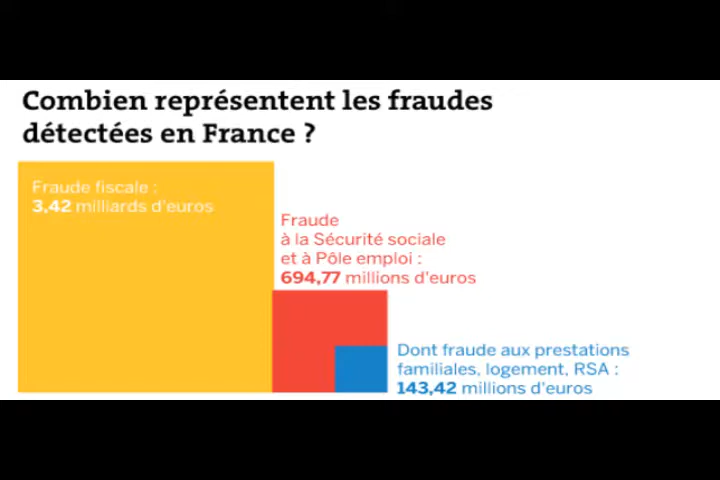 Combien représentent les fraudes
détectées en France ?
Fraude fiscale :
3,42 milliards d'euros
Fraude
à la Sécurité sociale
et à Pôle emploi :
694,77 millions d'euros
Dont fraude aux prestations
familiales, logement, RSA :
143,42 millions d'euros